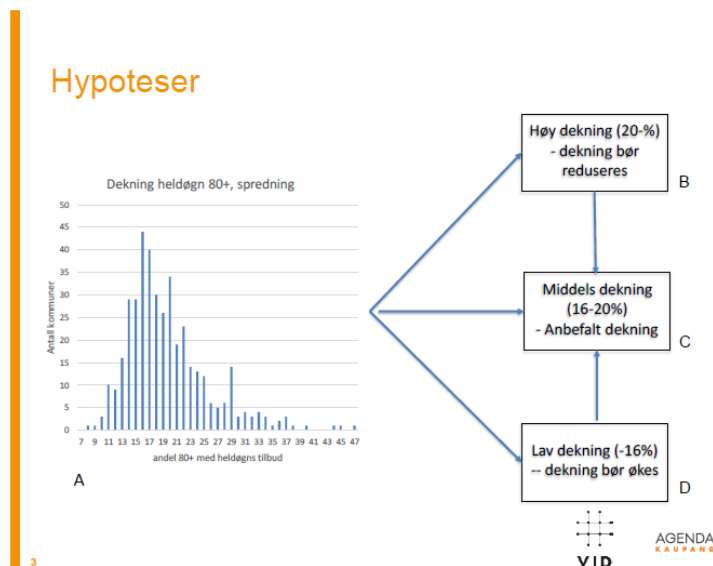 Hypoteser
Dekning heldøgn 80+, spredning
50
45
40
35
30
25
20
15
10
5
0
Antall kommuner
7 9 11 13 15 17 19 21 23 25 27 29 31 33 35 37 39 41 43 45 47
andel 80+ med heldøgns tilbud
A
Høy dekning (20-%)
- dekning bør
reduseres
B
Middels dekning
(16-20%)
- Anbefalt dekning
C
Lav dekning (-16%)
-- dekning bør økes
D
3
VID
AGENDA
KAUPANG